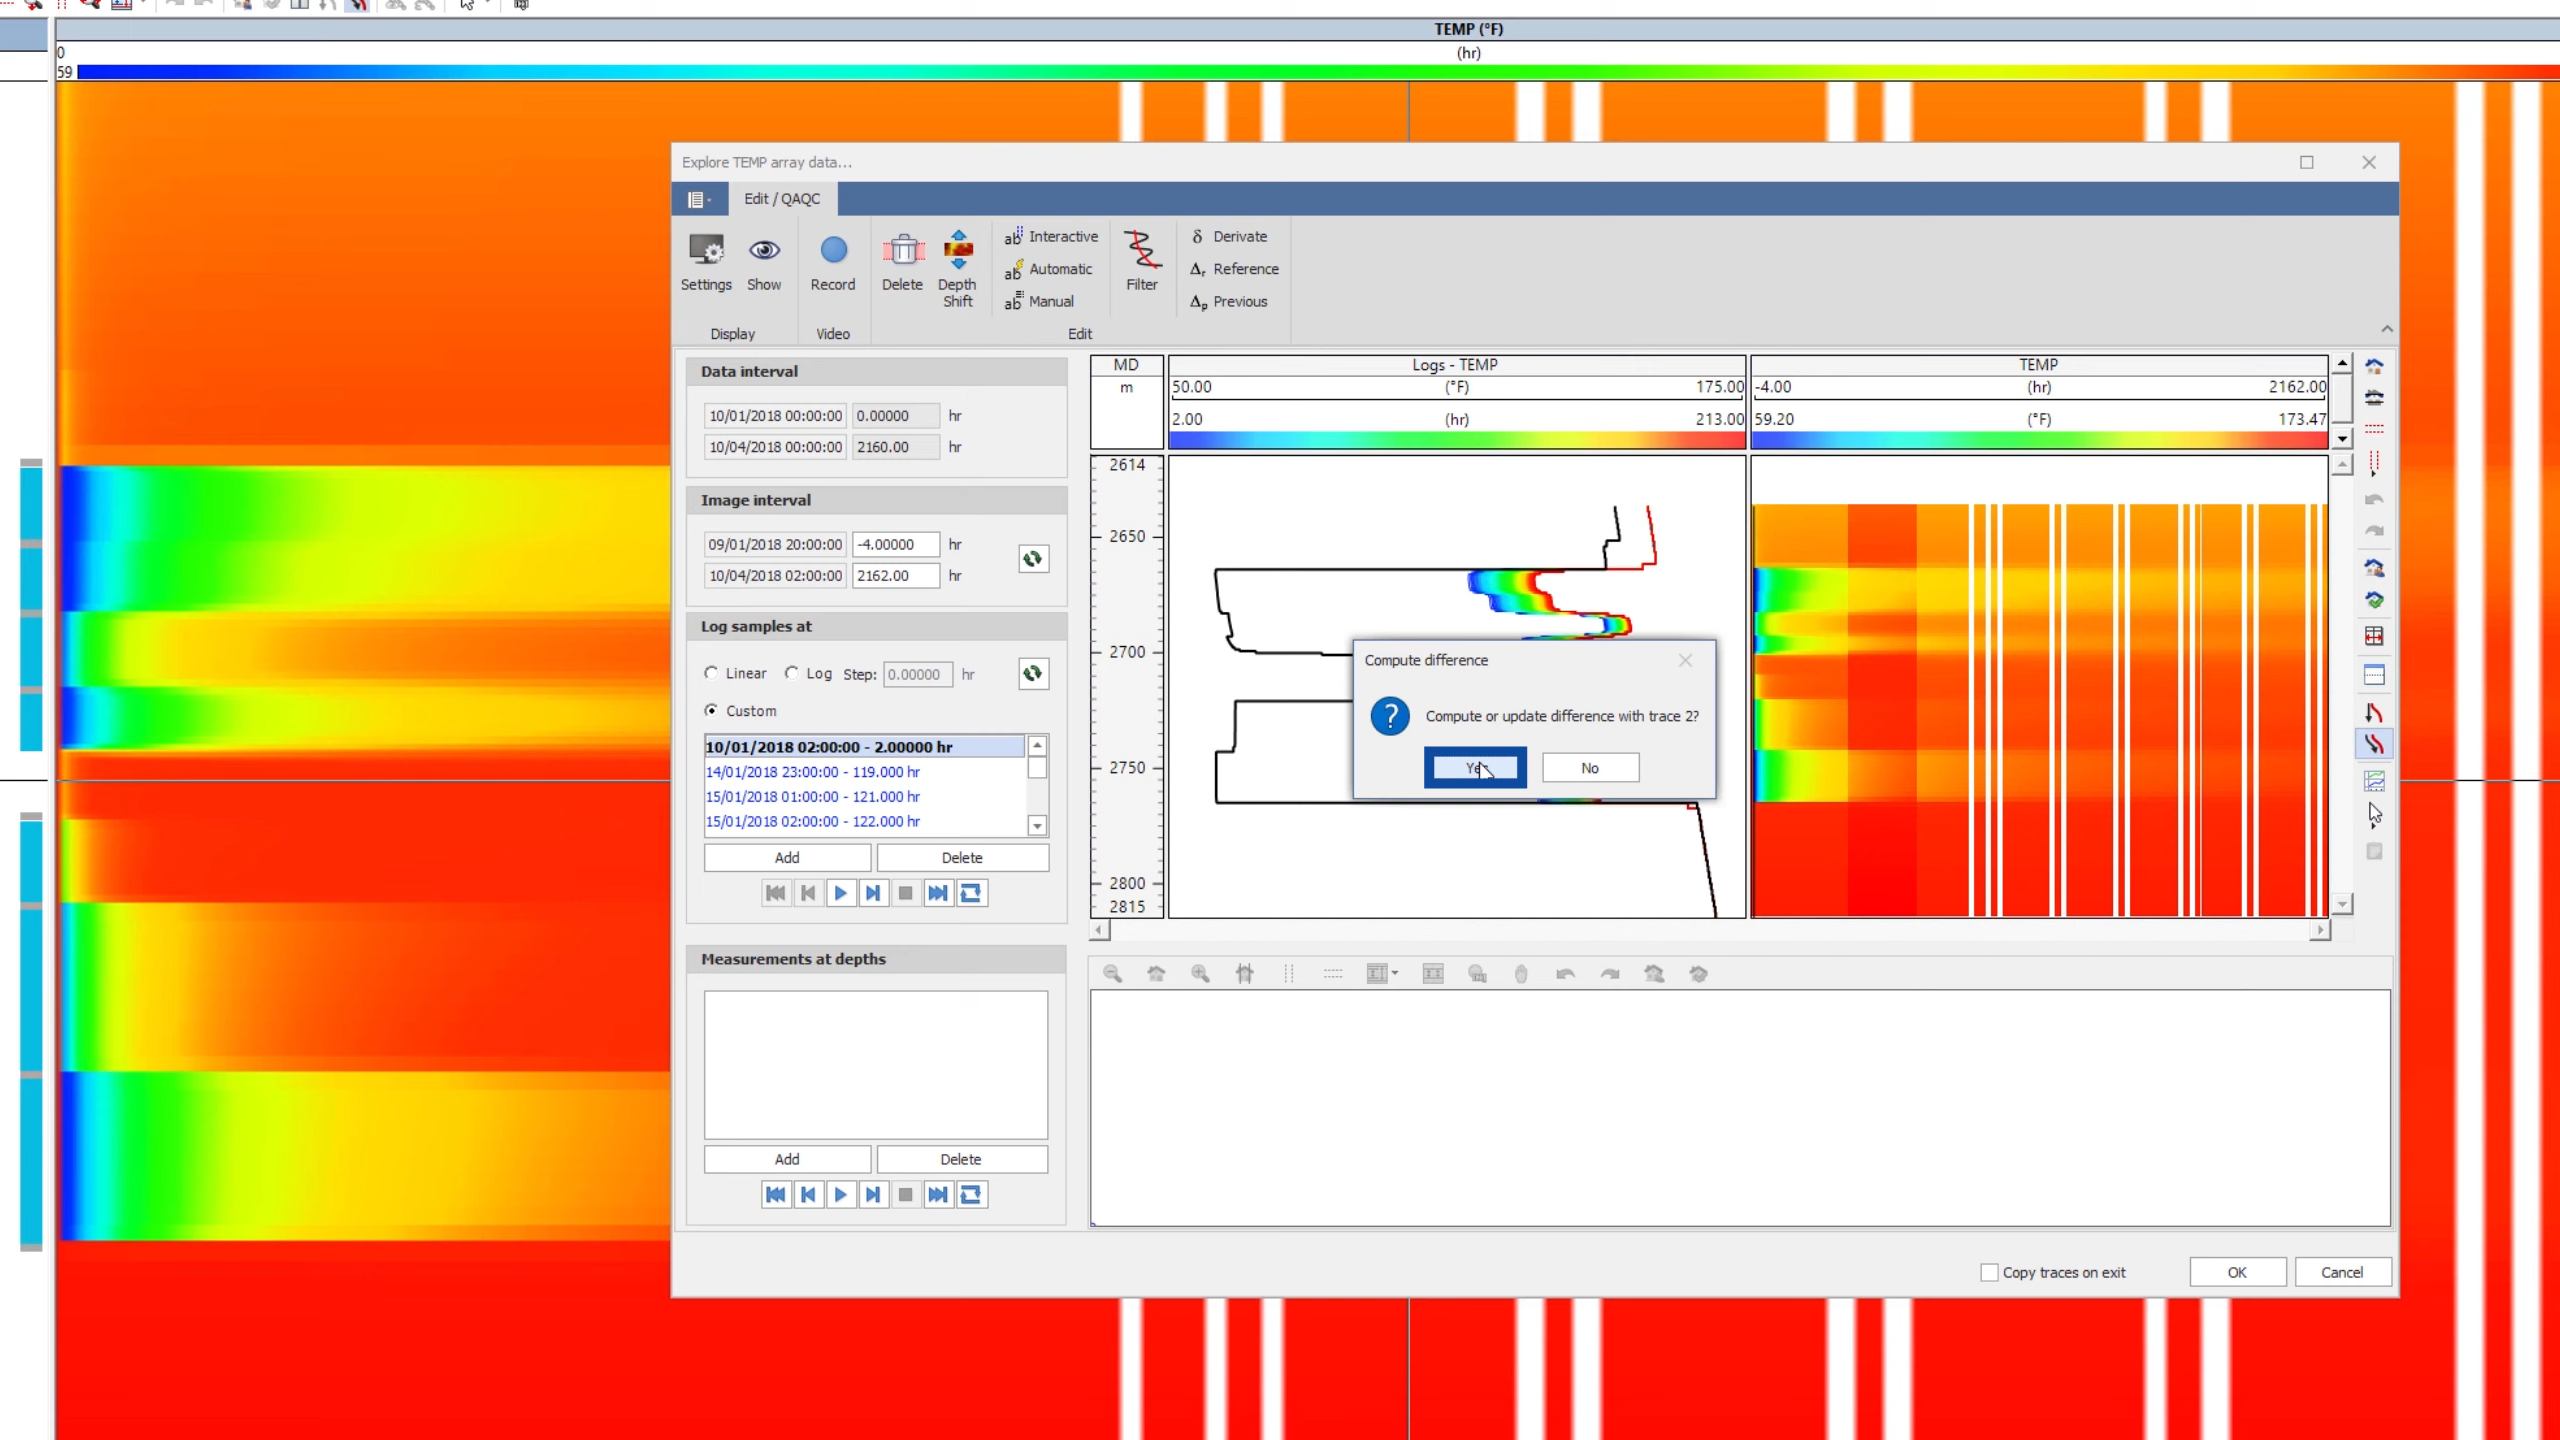 TEMP (°F)
0
(hr)
59
Explore TEMP array data...
Edit / QAQC
Settings
Show
Record
Delete
Depth
Shift
Interactive
Automatic
Manual
Filter
δ Derivate
Δr Reference
Δp Previous
Display
Video
Edit
Data interval
10/01/2018 00:00:00 0.00000 hr
10/04/2018 00:00:00 2160.00 hr
Image interval
09/01/2018 20:00:00 -4.00000 hr
10/04/2018 02:00:00 2162.00 hr
Log samples at
Linear Log Step: 0.00000 hr
Custom
10/01/2018 02:00:00 - 2.00000 hr
14/01/2018 23:00:00 - 119.000 hr
15/01/2018 01:00:00 - 121.000 hr
15/01/2018 02:00:00 - 122.000 hr
Add Delete
Measurements at depths
Add Delete
MD
m
Logs - TEMP
50.00 (°F) 175.00
2.00 (hr) 213.00
TEMP
-4.00 (hr) 2162.00
59.20 (°F) 173.47
2614
2650
2700
2750
2800
2815
Compute difference
? Compute or update difference with trace 2?
Yes No
Copy traces on exit
OK
Cancel